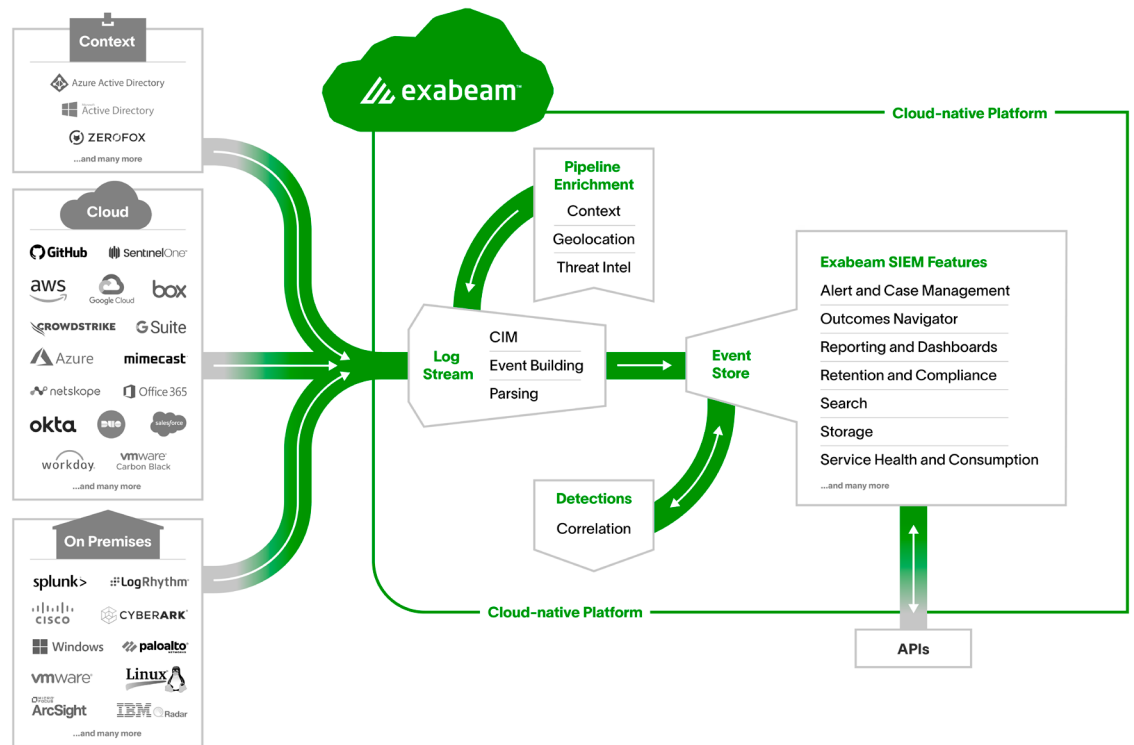 Context
Azure Active Directory
Microsoft
Active Directory
ZEROFOX
...and many more
Cloud
GitHub
SentinelOne
aws
Google Cloud
box
CROWDSTRIKE
G Suite
Azure
mimecast
netskope
Office 365
okta
DUO
salesforce
workday.
vmware
Carbon Black
...and many more
On Premises
splunk>
LogRhythm
CISCO
CYBERARK
Windows
paloalto
NETWORKS
vmware
Linux
MICRO
FOCUS
ArcSight
IBM
Radar
...and many more
exabeam™
Cloud-native Platform
Pipeline
Enrichment
Context
Geolocation
Threat Intel
Log
Stream
CIM
Event Building
Parsing
Event
Store
Detections
Correlation
Exabeam SIEM Features
Alert and Case Management
Outcomes Navigator
Reporting and Dashboards
Retention and Compliance
Search
Storage
Service Health and Consumption
...and many more
Cloud-native Platform
APIs